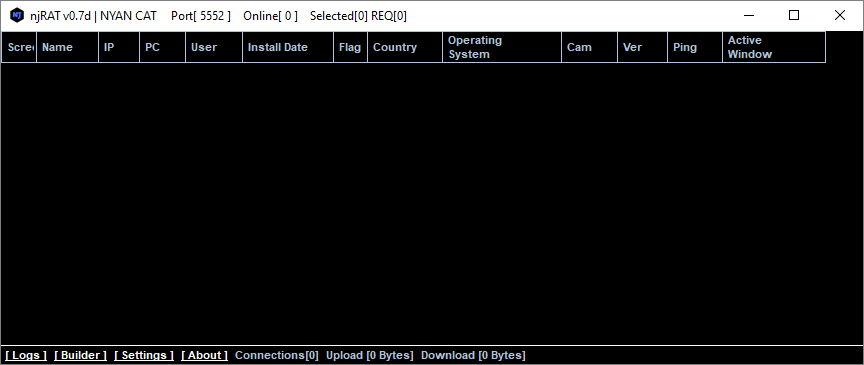 NJ
njRAT v0.7d | NYAN CAT Port[ 5552 ] Online[ 0 ] Selected[0] REQ[0]
Scree Name IP PC User Install Date Flag Country Operating System Cam Ver Ping Active Window
[ Logs ] [ Builder ] [ Settings ] [ About ] Connections[0] Upload [0 Bytes] Download [0 Bytes]